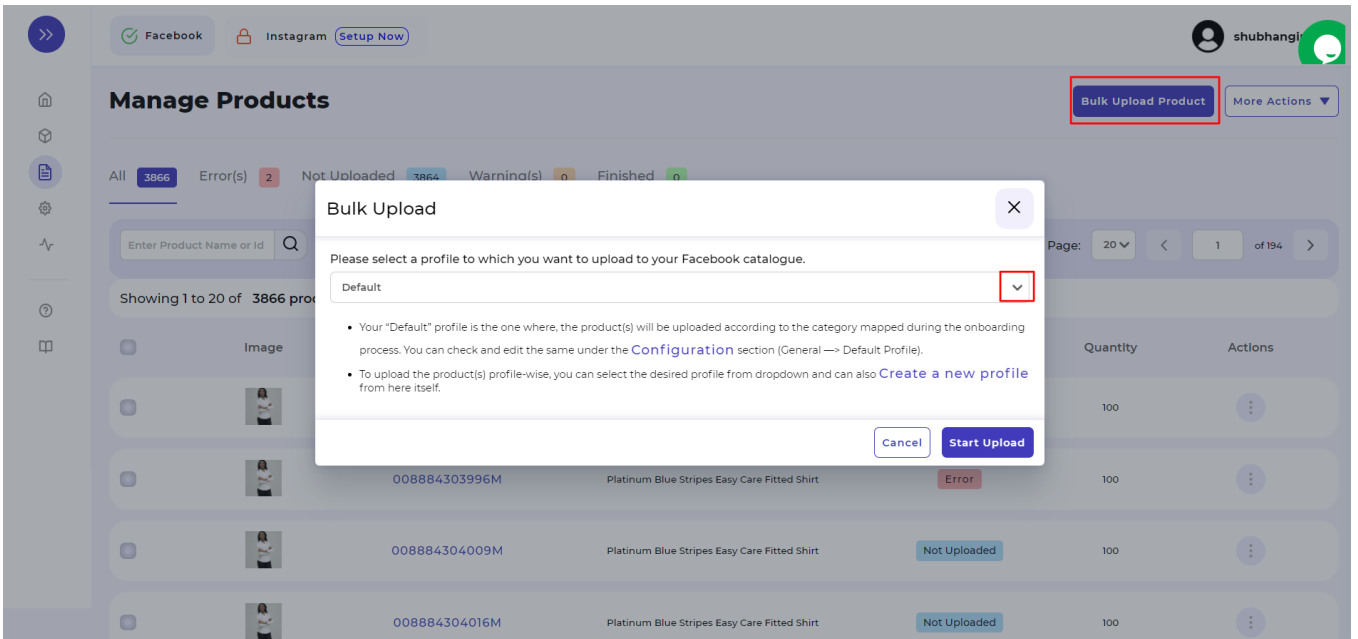 Facebook
Instagram Setup Now
Manage Products
Bulk Upload Product
More Actions
All 3866 Error(s) 2 Not Uploaded 3864 Warning(s) 0 Finished 0
Bulk Upload
Enter Product Name or Id
Page: 20 1 of 194
Please select a profile to which you want to upload to your Facebook catalogue.
Default
Showing 1 to 20 of 3866
Your “Default” profile is the one where, the product(s) will be uploaded according to the category mapped during the onboarding
process. You can check and edit the same under the Configuration section (General —> Default Profile).
To upload the product(s) profile-wise, you can select the desired profile from dropdown and can also Create a new profile
from here itself.
Image Quantity Actions
100
Cancel Start Upload
008884303996M Platinum Blue Stripes Easy Care Fitted Shirt Error 100
008884304009M Platinum Blue Stripes Easy Care Fitted Shirt Not Uploaded 100
008884304016M Platinum Blue Stripes Easy Care Fitted Shirt Not Uploaded 100